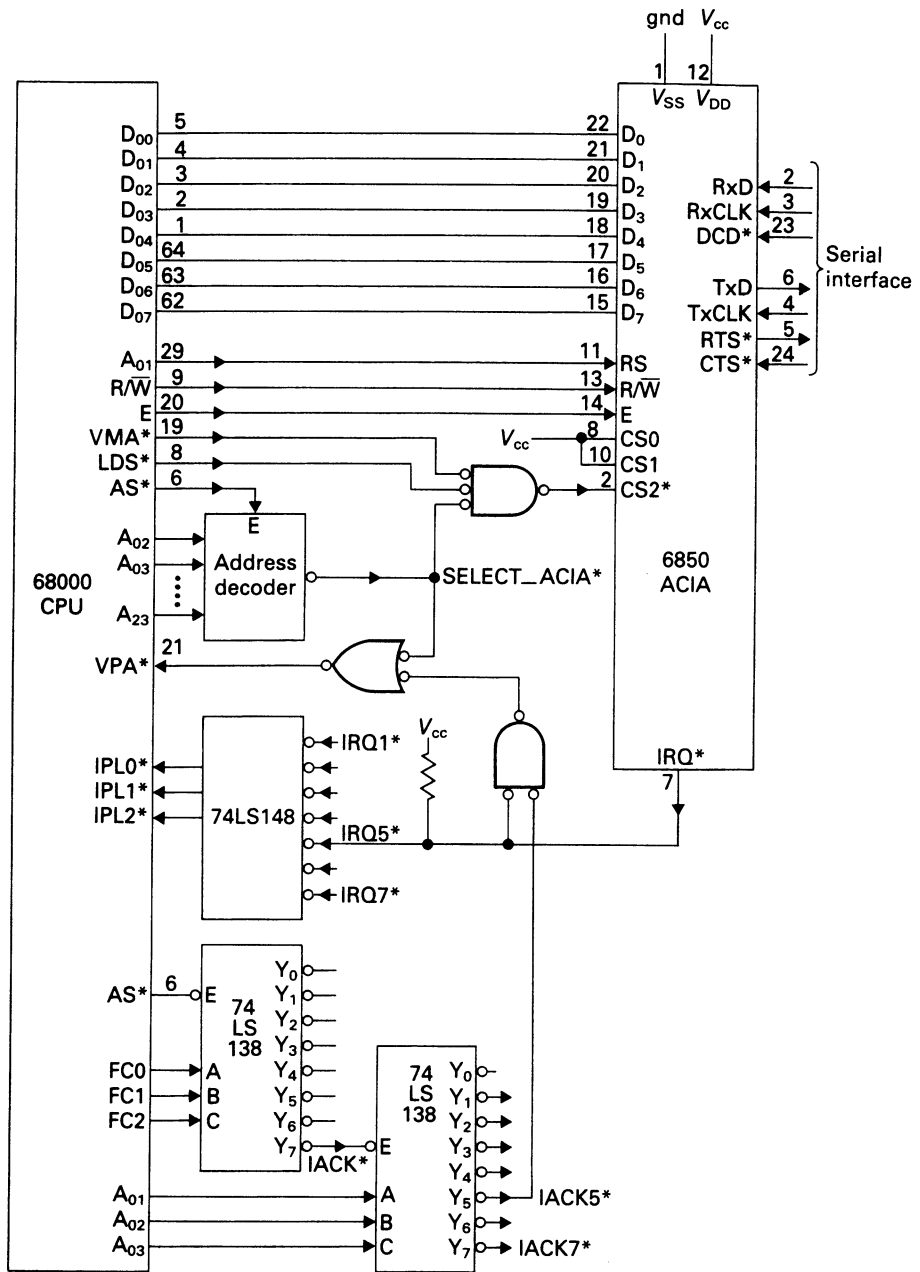 gnd Vcc
1 12
VSS VDD
D00 5 22 D0
D01 4 21 D1
D02 3 20 D2
D03 2 19 D3
D04 1 18 D4
D05 64 17 D5
D06 63 16 D6
D07 62 15 D7
RxD 2
RxCLK 3
DCD* 23
TxD 6
TxCLK 4
RTS* 5
CTS* 24
Serial
interface
A01 29 11 RS
R/W̅ 9 13 R/W̅
E 20 14 E
VMA* 19 Vcc 8 CS0
LDS* 8 10 CS1
AS* 6 2 CS2*
E
A02
A03
A23
Address
decoder
SELECT_ACIA*
68000
CPU
6850
ACIA
VPA* 21
IRQ*
7
Vcc
IRQ1*
IPL0*
IPL1*
IPL2*
74LS148
IRQ5*
IRQ7*
AS* 6 E
74
LS
138
Y0
Y1
Y2
Y3
Y4
Y5
Y6
Y7
FC0 A
FC1 B
FC2 C
IACK*
E
74
LS
138
Y0
Y1
Y2
Y3
Y4
Y5 IACK5*
Y6
Y7 IACK7*
A01 A
A02 B
A03 C